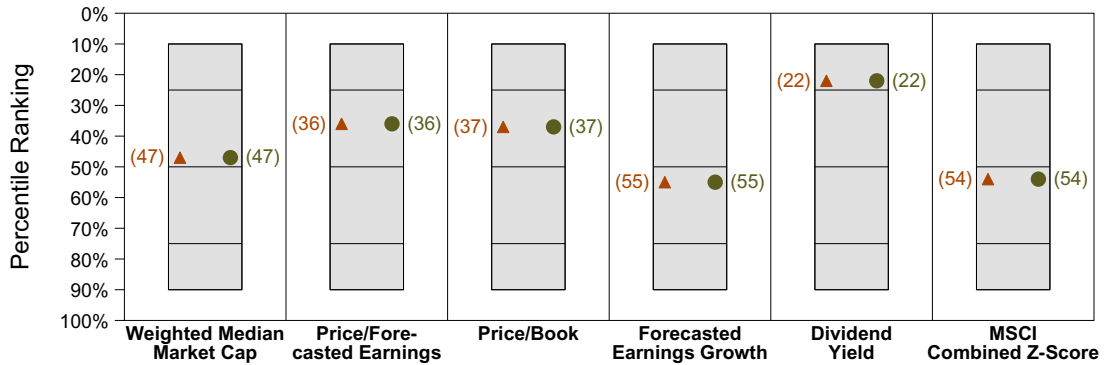 Percentile Ranking
0%
10%
20%
30%
40%
50%
60%
70%
80%
90%
100%
(47) (47)
(36) (36)
(37) (37)
(55) (55)
(22) (22)
(54) (54)
Weighted Median
Market Cap
Price/Fore-
casted Earnings
Price/Book
Forecasted
Earnings Growth
Dividend
Yield
MSCI
Combined Z-Score